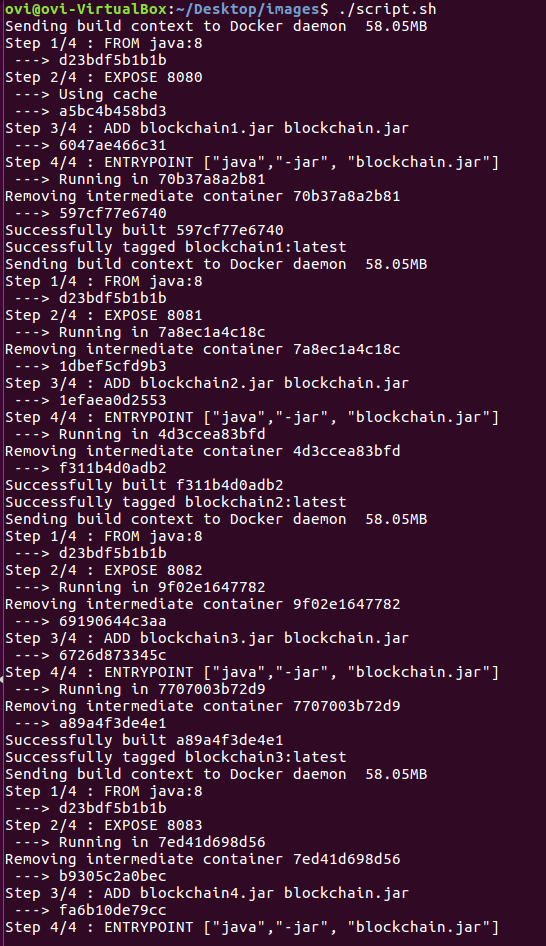 ovi@ovi-VirtualBox:~/Desktop/images$ ./script.sh
Sending build context to Docker daemon  58.05MB
Step 1/4 : FROM java:8
 ---> d23bdf5b1b1b
Step 2/4 : EXPOSE 8080
 ---> Using cache
 ---> a5bc4b458bd3
Step 3/4 : ADD blockchain1.jar blockchain.jar
 ---> 6047ae466c31
Step 4/4 : ENTRYPOINT ["java","-jar", "blockchain.jar"]
 ---> Running in 70b37a8a2b81
Removing intermediate container 70b37a8a2b81
 ---> 597cf77e6740
Successfully built 597cf77e6740
Successfully tagged blockchain1:latest
Sending build context to Docker daemon  58.05MB
Step 1/4 : FROM java:8
 ---> d23bdf5b1b1b
Step 2/4 : EXPOSE 8081
 ---> Running in 7a8ec1a4c18c
Removing intermediate container 7a8ec1a4c18c
 ---> 1dbef5cfd9b3
Step 3/4 : ADD blockchain2.jar blockchain.jar
 ---> 1efaea0d2553
Step 4/4 : ENTRYPOINT ["java","-jar", "blockchain.jar"]
 ---> Running in 4d3ccea83bfd
Removing intermediate container 4d3ccea83bfd
 ---> f311b4d0adb2
Successfully built f311b4d0adb2
Successfully tagged blockchain2:latest
Sending build context to Docker daemon  58.05MB
Step 1/4 : FROM java:8
 ---> d23bdf5b1b1b
Step 2/4 : EXPOSE 8082
 ---> Running in 9f02e1647782
Removing intermediate container 9f02e1647782
 ---> 69190644c3aa
Step 3/4 : ADD blockchain3.jar blockchain.jar
 ---> 6726d873345c
Step 4/4 : ENTRYPOINT ["java","-jar", "blockchain.jar"]
 ---> Running in 7707003b72d9
Removing intermediate container 7707003b72d9
 ---> a89a4f3de4e1
Successfully built a89a4f3de4e1
Successfully tagged blockchain3:latest
Sending build context to Docker daemon  58.05MB
Step 1/4 : FROM java:8
 ---> d23bdf5b1b1b
Step 2/4 : EXPOSE 8083
 ---> Running in 7ed41d698d56
Removing intermediate container 7ed41d698d56
 ---> b9305c2a0bec
Step 3/4 : ADD blockchain4.jar blockchain.jar
 ---> fa6b10de79cc
Step 4/4 : ENTRYPOINT ["java","-jar", "blockchain.jar"]